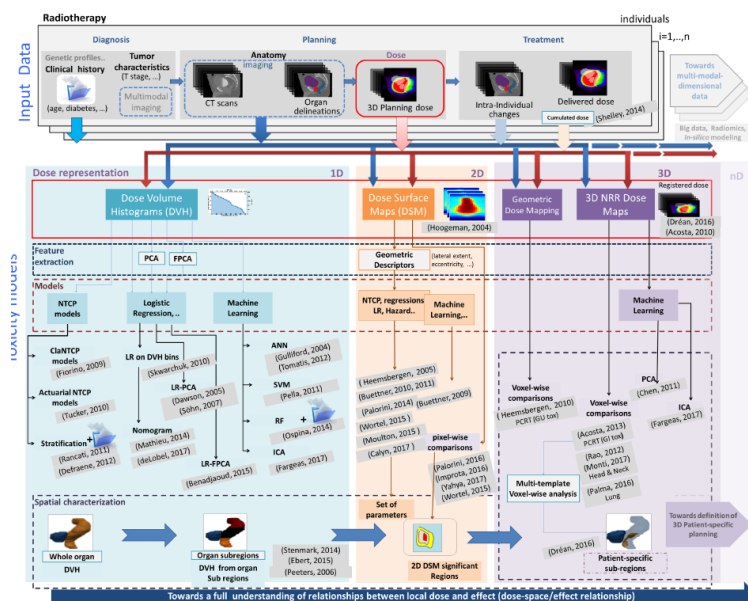 Radiotherapy
individuals
i=1,..,n
Input Data
Diagnosis
Planning
Treatment
Genetic profiles..
Clinical history
(age, diabetes, ...)
Tumor
characteristics
(T stage, ...)
Multimodal
imaging
Anatomy
imaging
CT scans
Organ
delineations
Dose
3D Planning dose
Intra-Individual
changes
Delivered dose
Cumulated dose
(Shelley, 2014)
Towards
multi-modal-
dimensional
data
Big data, Radiomics,
In-silico modeling
Toxicity models
Dose representation
1D
2D
3D
nD
Dose Volume
Histograms (DVH)
Dose Surface
Maps (DSM)
(Hoogeman, 2004)
Geometric
Dose Mapping
3D NRR Dose
Maps
Registered dose
(Dréan, 2016)
(Acosta, 2010)
Feature
extraction
PCA
FPCA
Geometric
Descriptors
(lateral extent,
eccentricity, ...)
Models
NTCP
models
Logistic
Regression, ..
Machine
Learning
NTCP, regressions
LR, Hazard..
Machine
Learning,..
Machine
Learning
ClaNTCP
models
(Fiorino, 2009)
Actuarial NTCP
models
(Tucker, 2010)
Stratification
(Rancati, 2011)
(Defraene, 2012)
LR on DVH bins
(Skwarchuk, 2010)
LR-PCA
(Dawson, 2005)
(Söhn, 2007)
Nomogram
(Mathieu, 2014)
(deLobel, 2017)
LR-FPCA
(Benadjaoud, 2015)
ANN
(Gulliford, 2004)
(Tomatis, 2012)
SVM
(Pella, 2011)
RF
(Ospina, 2014)
ICA
(Fargeas, 2017)
(Heemsbergen, 2005)
(Buettner, 2010, 2011)
(Palorini, 2014)
(Wortel, 2015)
(Moulton, 2015)
(Calyn, 2017)
(Buettner, 2009)
pixel-wise
comparisons
(Palorini, 2016)
(Improta, 2016)
(Yahya, 2017)
(Wortel, 2015)
Voxel-wise
comparisons
(Heemsbergen, 2010)
PCRT (GU tox)
Voxel-wise
comparisons
(Acosta, 2013)
PCRT (GI tox)
(Rao, 2012)
(Monti, 2017)
Head & Neck
(Palma, 2016)
Lung
PCA
(Chen, 2011)
ICA
(Fargeas, 2017)
Multi-template
Voxel-wise analysis
(Dréan, 2016)
Spatial characterization
Whole organ
DVH
Organ subregions
DVH from organ
Sub regions
(Stenmark, 2014)
(Ebert, 2015)
(Peeters, 2006)
Set of
parameters
2D DSM significant
Regions
Patient-specific
sub-regions
Towards definition of
3D Patient-specific
planning
Towards a full understanding of relationships between local dose and effect (dose-space/effect relationship)